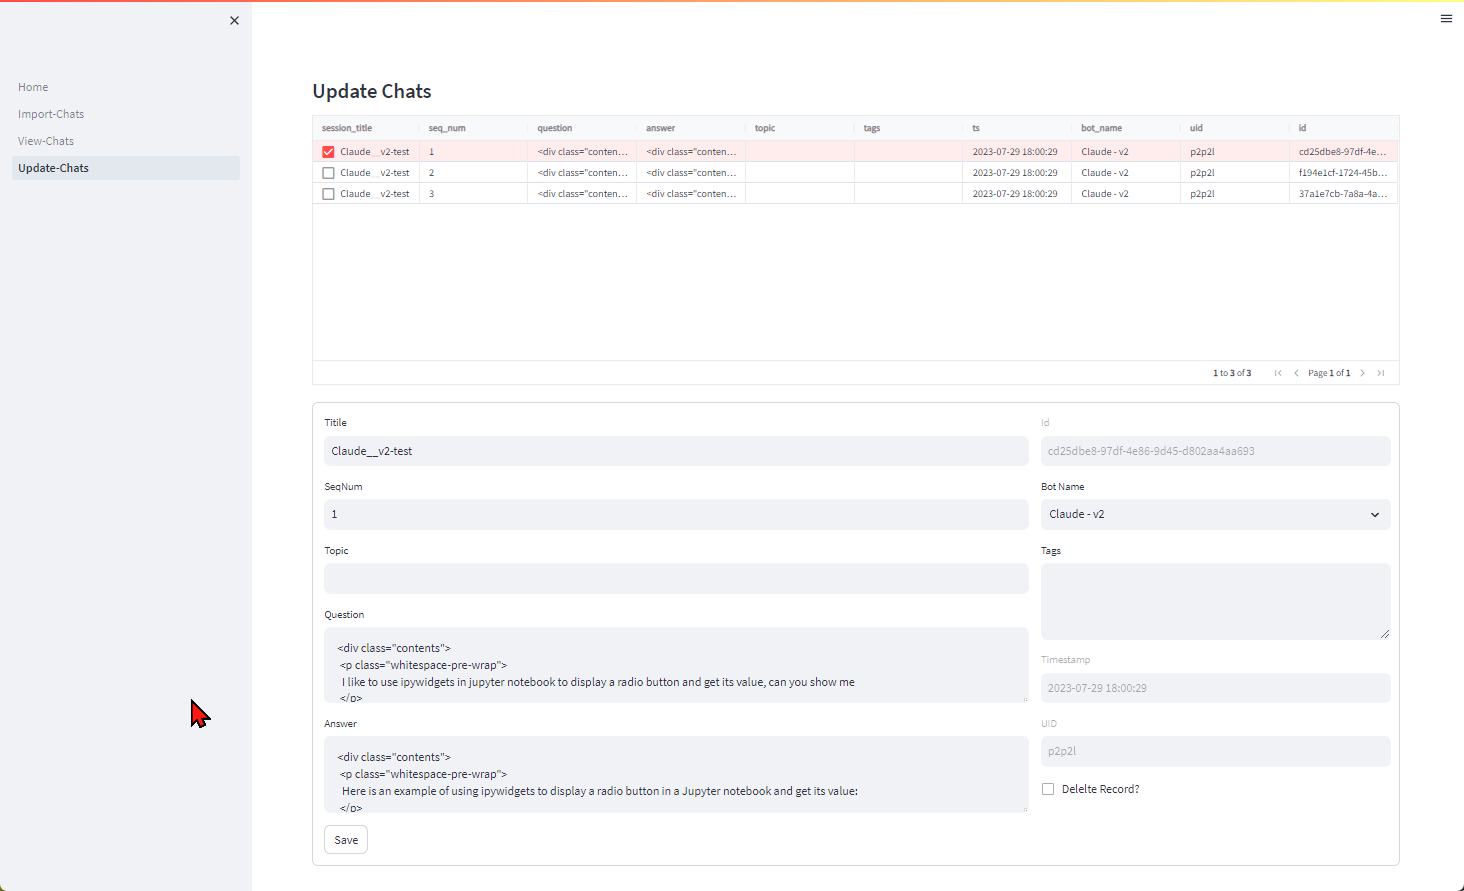 Home
Import-Chats
View-Chats
Update-Chats
Update Chats
session_title seq_num question answer topic tags ts bot_name uid id
Claude__v2-test 1 <div class="conten... <div class="conten... 2023-07-29 18:00:29 Claude - v2 p2p2l cd25dbe8-97df-4e...
Claude__v2-test 2 <div class="conten... <div class="conten... 2023-07-29 18:00:29 Claude - v2 p2p2l f194e1cf-1724-45b...
Claude__v2-test 3 <div class="conten... <div class="conten... 2023-07-29 18:00:29 Claude - v2 p2p2l 37a1e7cb-7a8a-4a...
1 to 3 of 3 Page 1 of 1
Titile
Claude__v2-test
SeqNum
1
Topic
Question
<div class="contents">
<p class="whitespace-pre-wrap">
I like to use ipywidgets in jupyter notebook to display a radio button and get its value, can you show me
</p>
Answer
<div class="contents">
<p class="whitespace-pre-wrap">
Here is an example of using ipywidgets to display a radio button in a Jupyter notebook and get its value:
</p>
Save
Id
cd25dbe8-97df-4e86-9d45-d802aa4aa693
Bot Name
Claude - v2
Tags
Timestamp
2023-07-29 18:00:29
UID
p2p2l
Delelte Record?